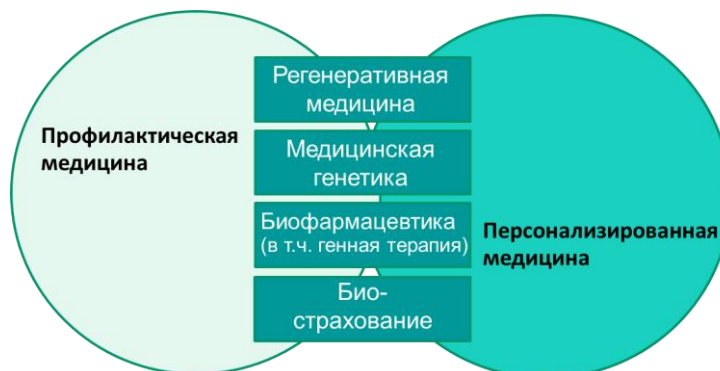 Профилактическая
медицина
Регенеративная
медицина
Медицинская
генетика
Биофармацевтика
(в т.ч. генная терапия)
Био-
страхование
Персонализированная
медицина